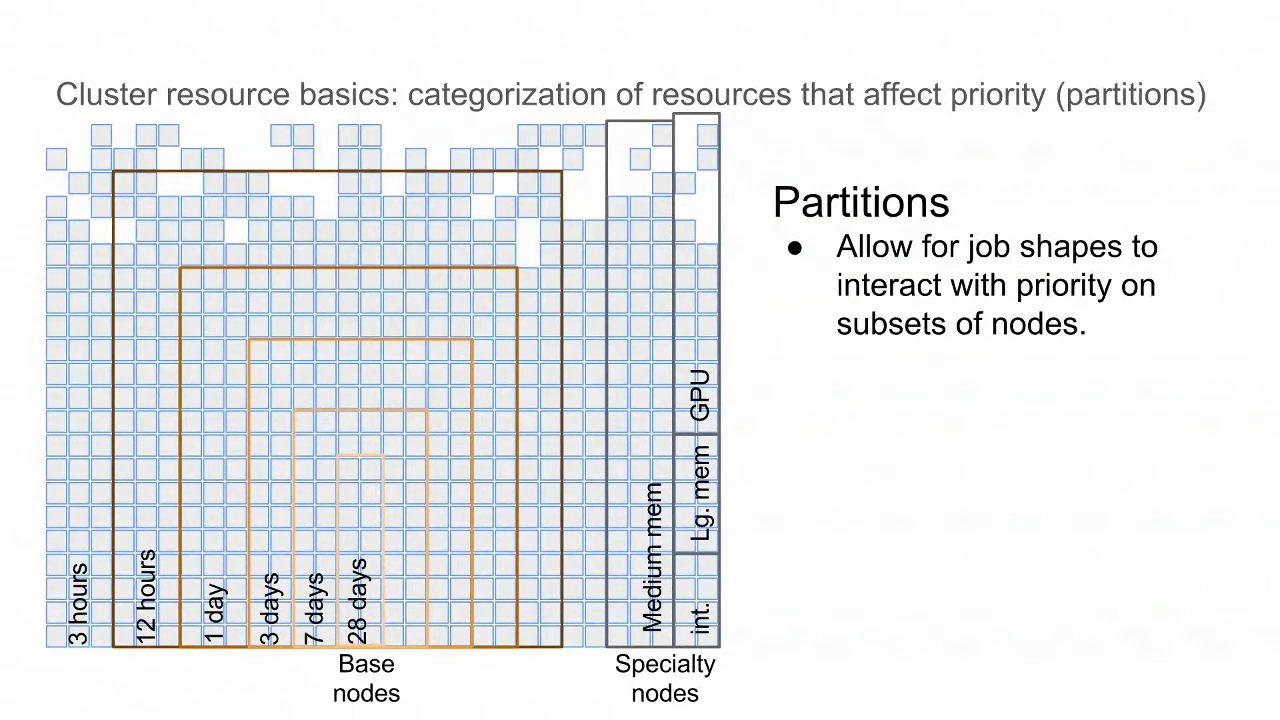 Cluster resource basics: categorization of resources that affect priority (partitions)
Partitions
● Allow for job shapes to
interact with priority on
subsets of nodes.
3 hours
12 hours
1 day
3 days
7 days
28 days
Medium mem
GPU
Lg. mem
int.
Base
nodes
Specialty
nodes